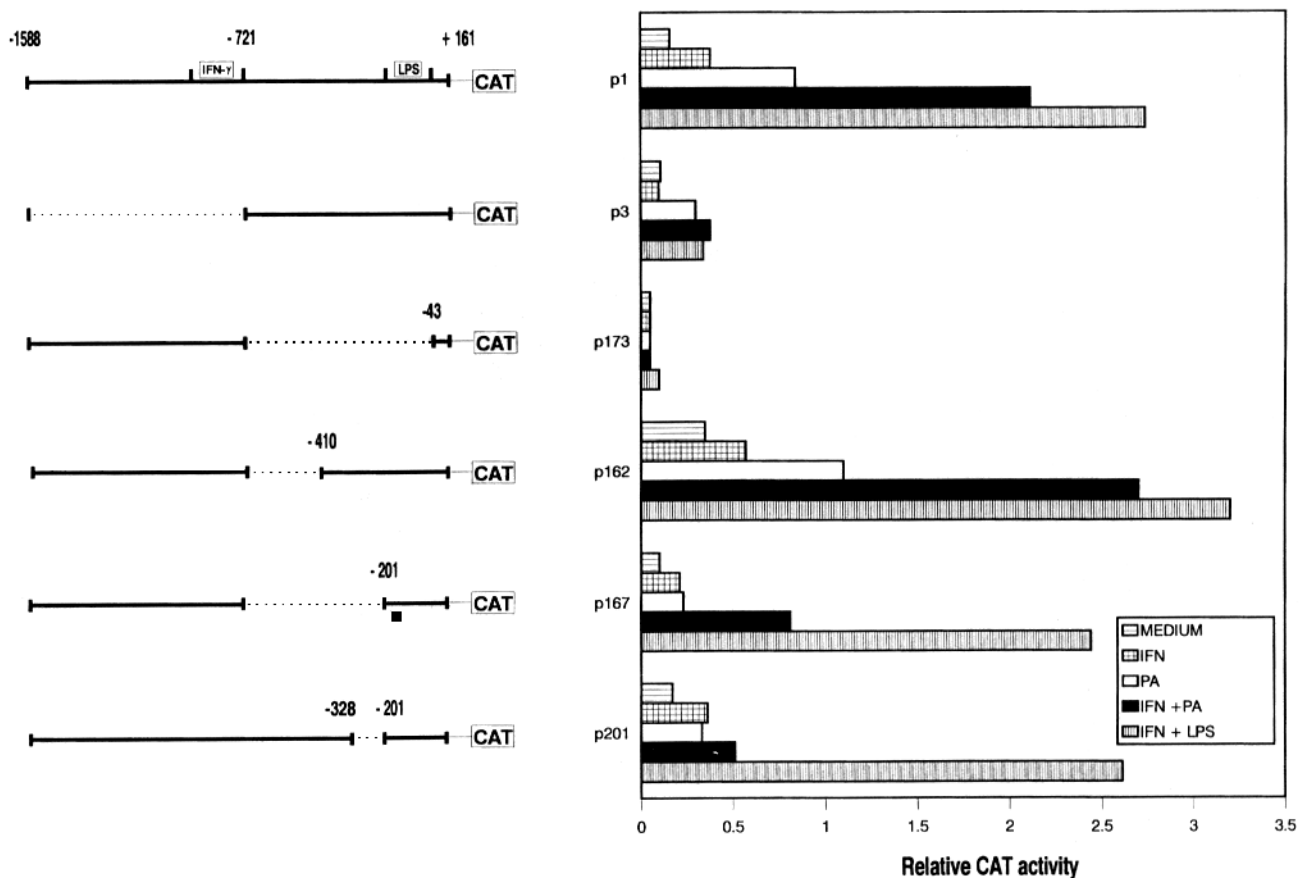 -1588 - 721 + 161
IFN-γ LPS CAT
p1
CAT
p3
-43
CAT
p173
- 410
CAT
p162
- 201
CAT
p167
-328 - 201
CAT
p201
MEDIUM
IFN
PA
IFN +PA
IFN + LPS
0 0.5 1 1.5 2 2.5 3 3.5
Relative CAT activity